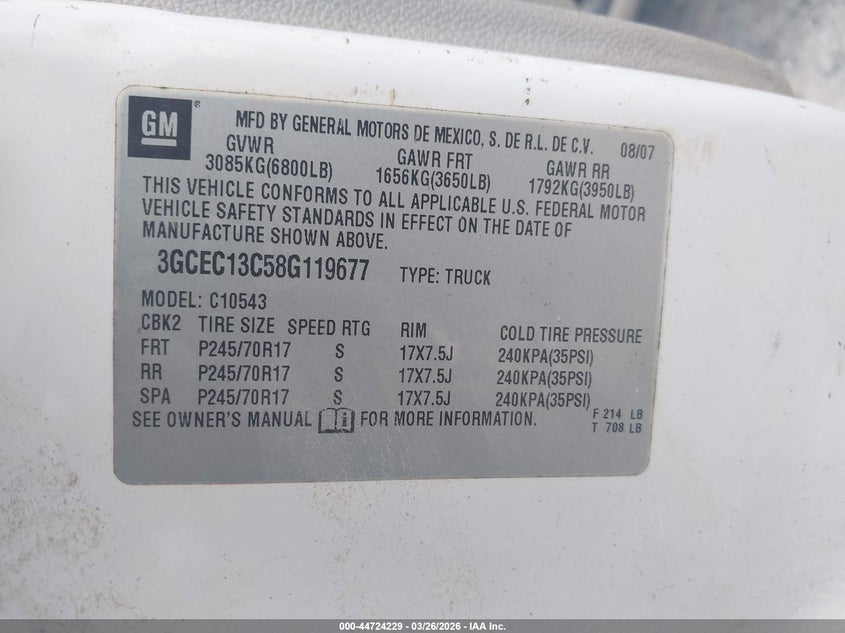 GM ®
MFD BY GENERAL MOTORS DE MEXICO, S. DE R.L. DE C.V. 08/07
GVWR GAWR FRT GAWR RR
3085KG(6800LB) 1656KG(3650LB) 1792KG(3950LB)
THIS VEHICLE CONFORMS TO ALL APPLICABLE U.S. FEDERAL MOTOR
VEHICLE SAFETY STANDARDS IN EFFECT ON THE DATE OF
MANUFACTURE SHOWN ABOVE.
3GCEC13C58G119677 TYPE: TRUCK
MODEL: C10543
CBK2 TIRE SIZE SPEED RTG RIM COLD TIRE PRESSURE
FRT P245/70R17 S 17X7.5J 240KPA(35PSI)
RR P245/70R17 S 17X7.5J 240KPA(35PSI)
SPA P245/70R17 S 17X7.5J 240KPA(35PSI)
SEE OWNER'S MANUAL FOR MORE INFORMATION.
F 214 LB
T 708 LB
000-44724229 - 03/26/2026 - IAA Inc.